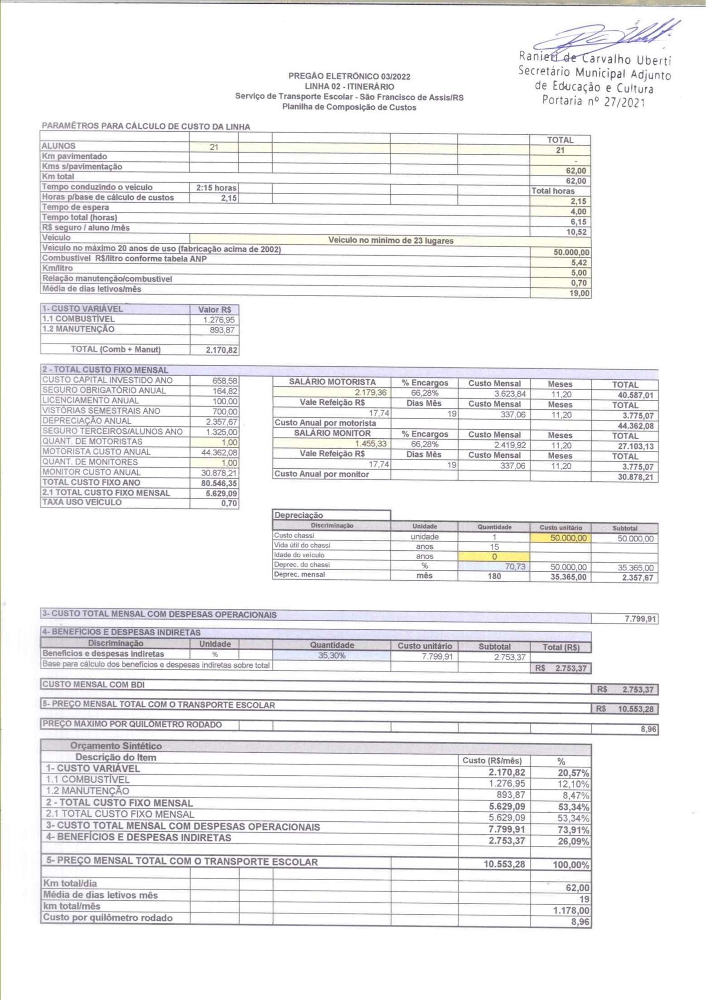 Ranieri de Carvalho Uberti
Secretário Municipal Adjunto
de Educação e Cultura
Portaria nº 27/2021
PREGÃO ELETRÔNICO 03/2022
LINHA 02 - ITINERÁRIO
Serviço de Transporte Escolar - São Francisco de Assis/RS
Planilha de Composição de Custos
PARAMÊTROS PARA CÁLCULO DE CUSTO DA LINHA
TOTAL
ALUNOS 21 21
Km pavimentado -
Kms s/pavimentação 62,00
Km total 62,00
Tempo conduzindo o veículo 2:15 horas Total horas
Horas p/base de cálculo de custos 2,15 2,15
Tempo de espera 4,00
Tempo total (horas) 6,15
R$ seguro / aluno /mês 10,52
Veículo Veículo no mínimo de 23 lugares
Veículo no máximo 20 anos de uso (fabricação acima de 2002) 50.000,00
Combustível R$/litro conforme tabela ANP 5,42
Km/litro 5,00
Relação manutenção/combustível 0,70
Média de dias letivos/mês 19,00
1- CUSTO VARIÁVEL Valor R$
1.1 COMBUSTÍVEL 1.276,95
1.2 MANUTENÇÃO 893,87
TOTAL (Comb + Manut) 2.170,82
2 - TOTAL CUSTO FIXO MENSAL
CUSTO CAPITAL INVESTIDO ANO 658,58
SEGURO OBRIGATÓRIO ANUAL 164,82
LICENCIAMENTO ANUAL 100,00
VISTÓRIAS SEMESTRAIS ANO 700,00
DEPRECIAÇÃO ANUAL 2.357,67
SEGURO TERCEIROS/ALUNOS ANO 1.325,00
QUANT. DE MOTORISTAS 1,00
MOTORISTA CUSTO ANUAL 44.362,08
QUANT. DE MONITORES 1,00
MONITOR CUSTO ANUAL 30.878,21
TOTAL CUSTO FIXO ANO 80.546,35
2.1 TOTAL CUSTO FIXO MENSAL 5.629,09
TAXA USO VEÍCULO 0,70
SALÁRIO MOTORISTA % Encargos Custo Mensal Meses TOTAL
2.179,36 66,28% 3.623,84 11,20 40.587,01
Vale Refeição R$ Dias Mês Custo Mensal Meses TOTAL
17,74 19 337,06 11,20 3.775,07
Custo Anual por motorista 44.362,08
SALÁRIO MONITOR % Encargos Custo Mensal Meses TOTAL
1.455,33 66,28% 2.419,92 11,20 27.103,13
Vale Refeição R$ Dias Mês Custo Mensal Meses TOTAL
17,74 19 337,06 11,20 3.775,07
Custo Anual por monitor 30.878,21
Depreciação
Discriminação Unidade Quantidade Custo unitário Subtotal
Custo chassi unidade 1 50.000,00 50.000,00
Vida útil do chassi anos 15
Idade do veículo anos 0
Deprec. do chassi % 70,73 50.000,00 35.365,00
Deprec. mensal mês 180 35.365,00 2.357,67
3- CUSTO TOTAL MENSAL COM DESPESAS OPERACIONAIS 7.799,91
4- BENEFÍCIOS E DESPESAS INDIRETAS
Discriminação Unidade Quantidade Custo unitário Subtotal Total (R$)
Benefícios e despesas indiretas % 35,30% 7.799,91 2.753,37
Base para cálculo dos benefícios e despesas indiretas sobre total R$ 2.753,37
CUSTO MENSAL COM BDI R$ 2.753,37
5- PREÇO MENSAL TOTAL COM O TRANSPORTE ESCOLAR R$ 10.553,28
PREÇO MÁXIMO POR QUILÔMETRO RODADO 8,96
Orçamento Sintético
Descrição do Item Custo (R$/mês) %
1- CUSTO VARIÁVEL 2.170,82 20,57%
1.1 COMBUSTÍVEL 1.276,95 12,10%
1.2 MANUTENÇÃO 893,87 8,47%
2 - TOTAL CUSTO FIXO MENSAL 5.629,09 53,34%
2.1 TOTAL CUSTO FIXO MENSAL 5.629,09 53,34%
3- CUSTO TOTAL MENSAL COM DESPESAS OPERACIONAIS 7.799,91 73,91%
4- BENEFÍCIOS E DESPESAS INDIRETAS 2.753,37 26,09%
5- PREÇO MENSAL TOTAL COM O TRANSPORTE ESCOLAR 10.553,28 100,00%
Km total/dia 62,00
Média de dias letivos mês 19
km total/mês 1.178,00
Custo por quilômetro rodado 8,96